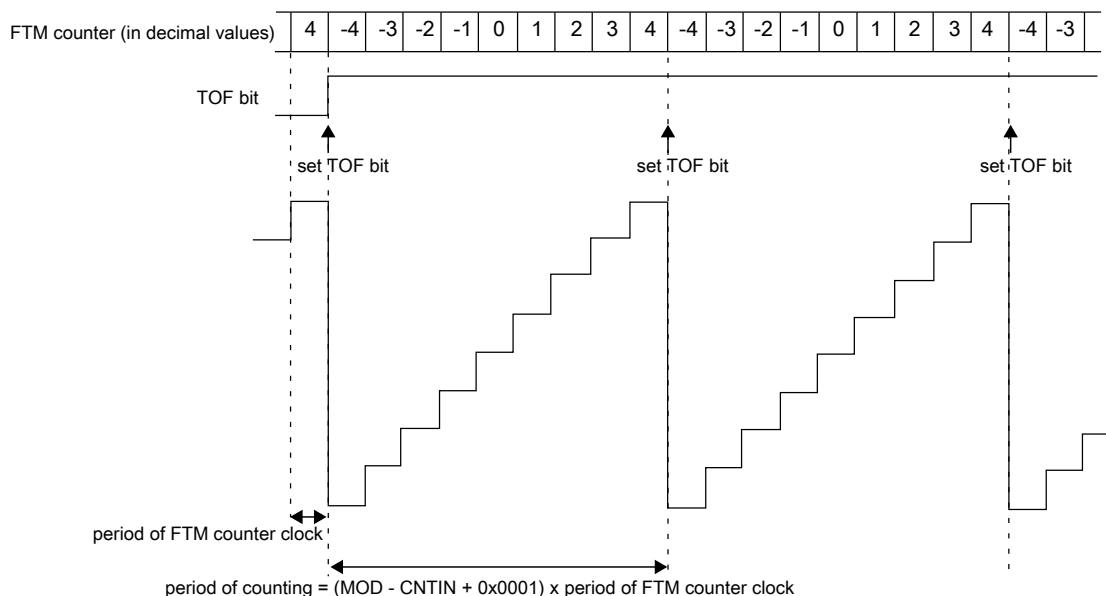 FTM counter (in decimal values) 4 -4 -3 -2 -1 0 1 2 3 4 -4 -3 -2 -1 0 1 2 3 4 -4 -3
TOF bit
set TOF bit set TOF bit set TOF bit
period of FTM counter clock
period of counting = (MOD - CNTIN + 0x0001) x period of FTM counter clock